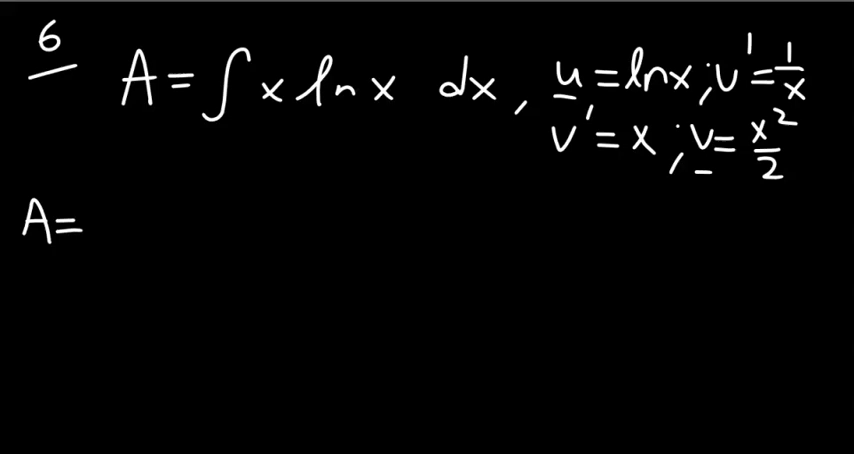 6
A = ∫ x ln x dx, u = ln x; u' = 1/x
v' = x; v = x²/2
A =